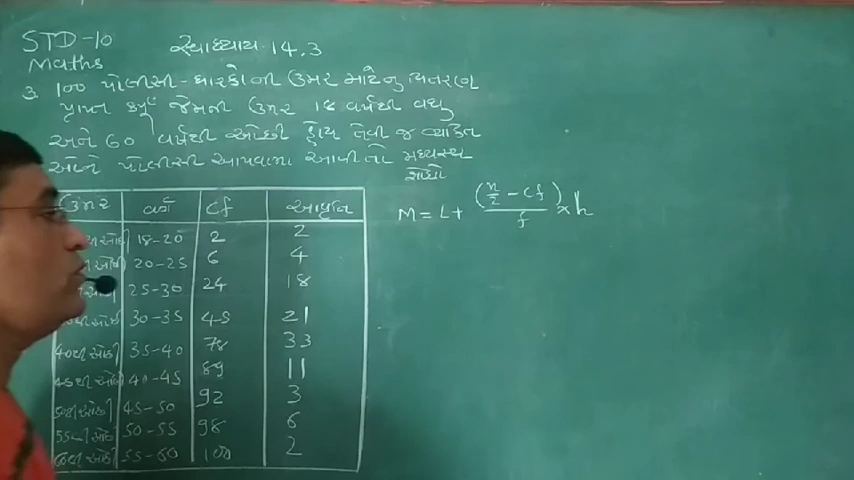 STD-10
સ્વાધ્યાય-14.3
Maths
3. 100 પોલીસી-ધારકોની ઉંમર માટેનું વિતરણ
પ્રાપ્ત કર્યું જેમની ઉંમર 18 વર્ષથી વધુ
અને 60 વર્ષથી ઓછી હોય તેવી જ વ્યક્તિ
ઓને પોલીસી આપવામાં આવી તો મધ્યસ્થ
શોધો
ઉંમર વર્ગ cf આવૃત્તિ
18-20 2 2
20-25 6 4
25-30 24 18
30-35 45 21
40થી ઓછી 35-40 78 33
45થી ઓછી 40-45 89 11
50થી ઓછી 45-50 92 3
55થી ઓછી 50-55 98 6
60થી ઓછી 55-60 100 2
M = L + (n/2 - cf)/f × h